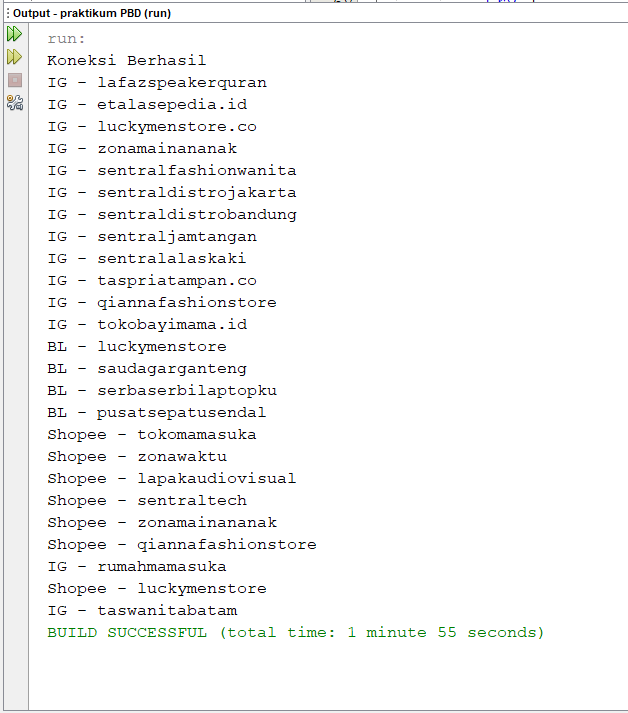 Output - praktikum PBD (run)
run:
Koneksi Berhasil
IG - lafazspeakerquran
IG - etalasepedia.id
IG - luckymenstore.co
IG - zonamainananak
IG - sentralfashionwanita
IG - sentraldistrojakarta
IG - sentraldistrobandung
IG - sentraljamtangan
IG - sentralalaskaki
IG - taspriatampan.co
IG - qiannafashionstore
IG - tokobayimama.id
BL - luckymenstore
BL - saudagarganteng
BL - serbaserbilaptopku
BL - pusatsepatusendal
Shopee - tokomamasuka
Shopee - zonawaktu
Shopee - lapakaudiovisual
Shopee - sentraltech
Shopee - zonamainananak
Shopee - qiannafashionstore
IG - rumahmamasuka
Shopee - luckymenstore
IG - taswanitabatam
BUILD SUCCESSFUL (total time: 1 minute 55 seconds)